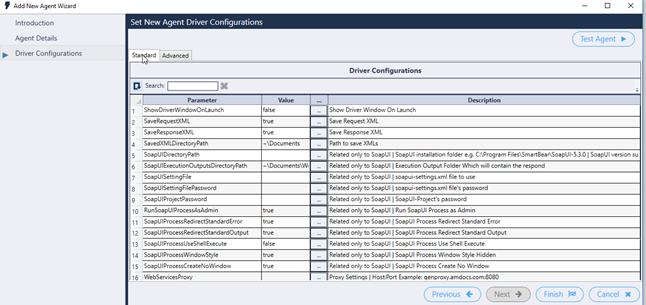 Add New Agent Wizard
Introduction
Agent Details
Driver Configurations
Set New Agent Driver Configurations
Test Agent
Standard Advanced
Driver Configurations
Search:
Parameter Value ... Description
1 ShowDriverWindowOnLaunch false ... Show Driver Window On Launch
2 SaveRequestXML true ... Save Request XML
3 SaveResponseXML true ... Save Response XML
4 SavedXMLDirectoryPath ~\Documents ... Path to save XMLs
5 SoapUIDirectoryPath ... Related only to SoapUI | SoapUI installation folder e.g. C:\Program Files\SmartBear\SoapUI-5.3.0 | SoapUI version su
6 SoapUIExecutionOutputsDirectoryPath ~\Documents\We ... Related only to SoapUI | Execution Output Folder Which will contain the respond
7 SoapUISettingFile ... Related only to SoapUI | soapui-settings.xml file to use
8 SoapUISettingFilePassword ... Related only to SoapUI | soapui-settings.xml file's password
9 SoapUIProjectPassword ... Related only to SoapUI | SoapUI-Project's password
10 RunSoapUIProcessAsAdmin true ... Related only to SoapUI | Run SoapUI Process as Admin
11 SoapUIProcessRedirectStandardError true ... Related only to SoapUI | SoapUI Process Redirect Standard Error
12 SoapUIProcessRedirectStandardOutput true ... Related only to SoapUI | SoapUI Process Redirect Standard Output
13 SoapUIProcessUseShellExecute false ... Related only to SoapUI | SoapUI Process Use Shell Execute
14 SoapUIProcessWindowStyle true ... Related only to SoapUI | SoapUI Process Window Style Hidden
15 SoapUIProcessCreateNoWindow true ... Related only to SoapUI | SoapUI Process Create No Window
16 WebServicesProxy ... Proxy Settings | Host:Port Example: genproxy.amdocs.com:8080
Previous Next Finish Cancel